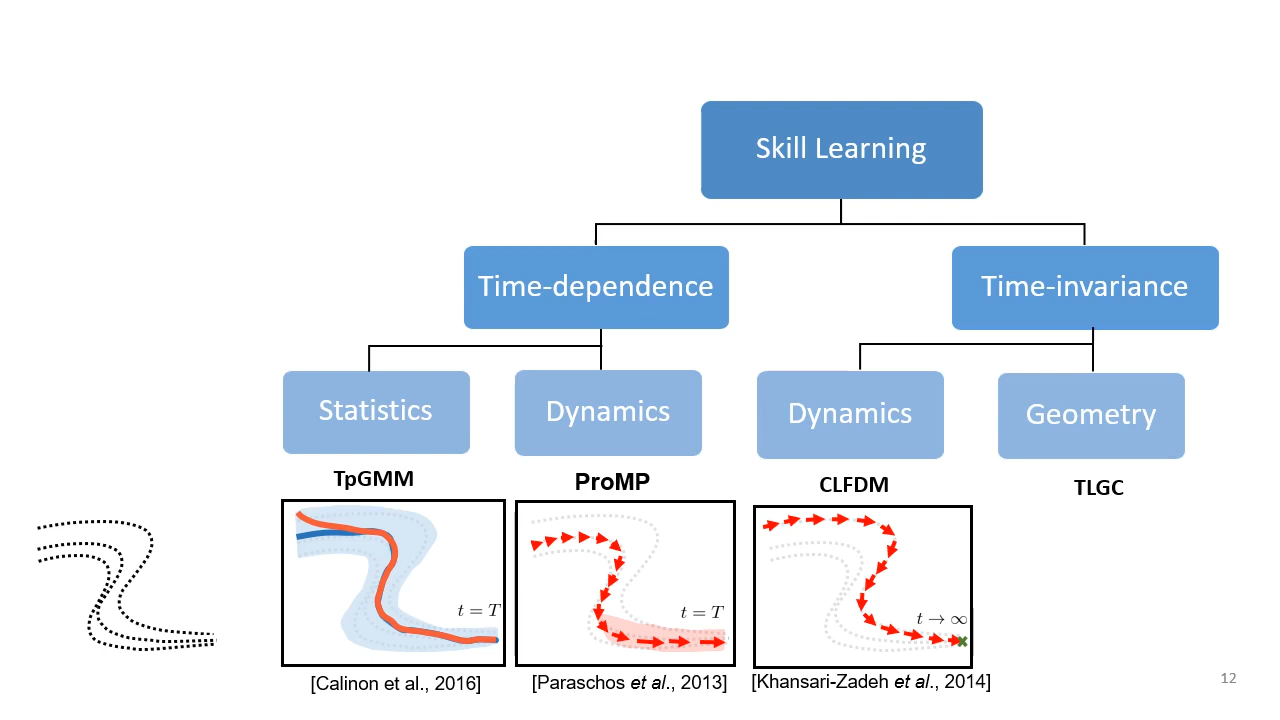 Skill Learning
Time-dependence
Time-invariance
Statistics
Dynamics
Dynamics
Geometry
TpGMM
ProMP
CLFDM
TLGC
t = T
t = T
t → ∞
[Calinon et al., 2016]
[Paraschos et al., 2013]
[Khansari-Zadeh et al., 2014]
12